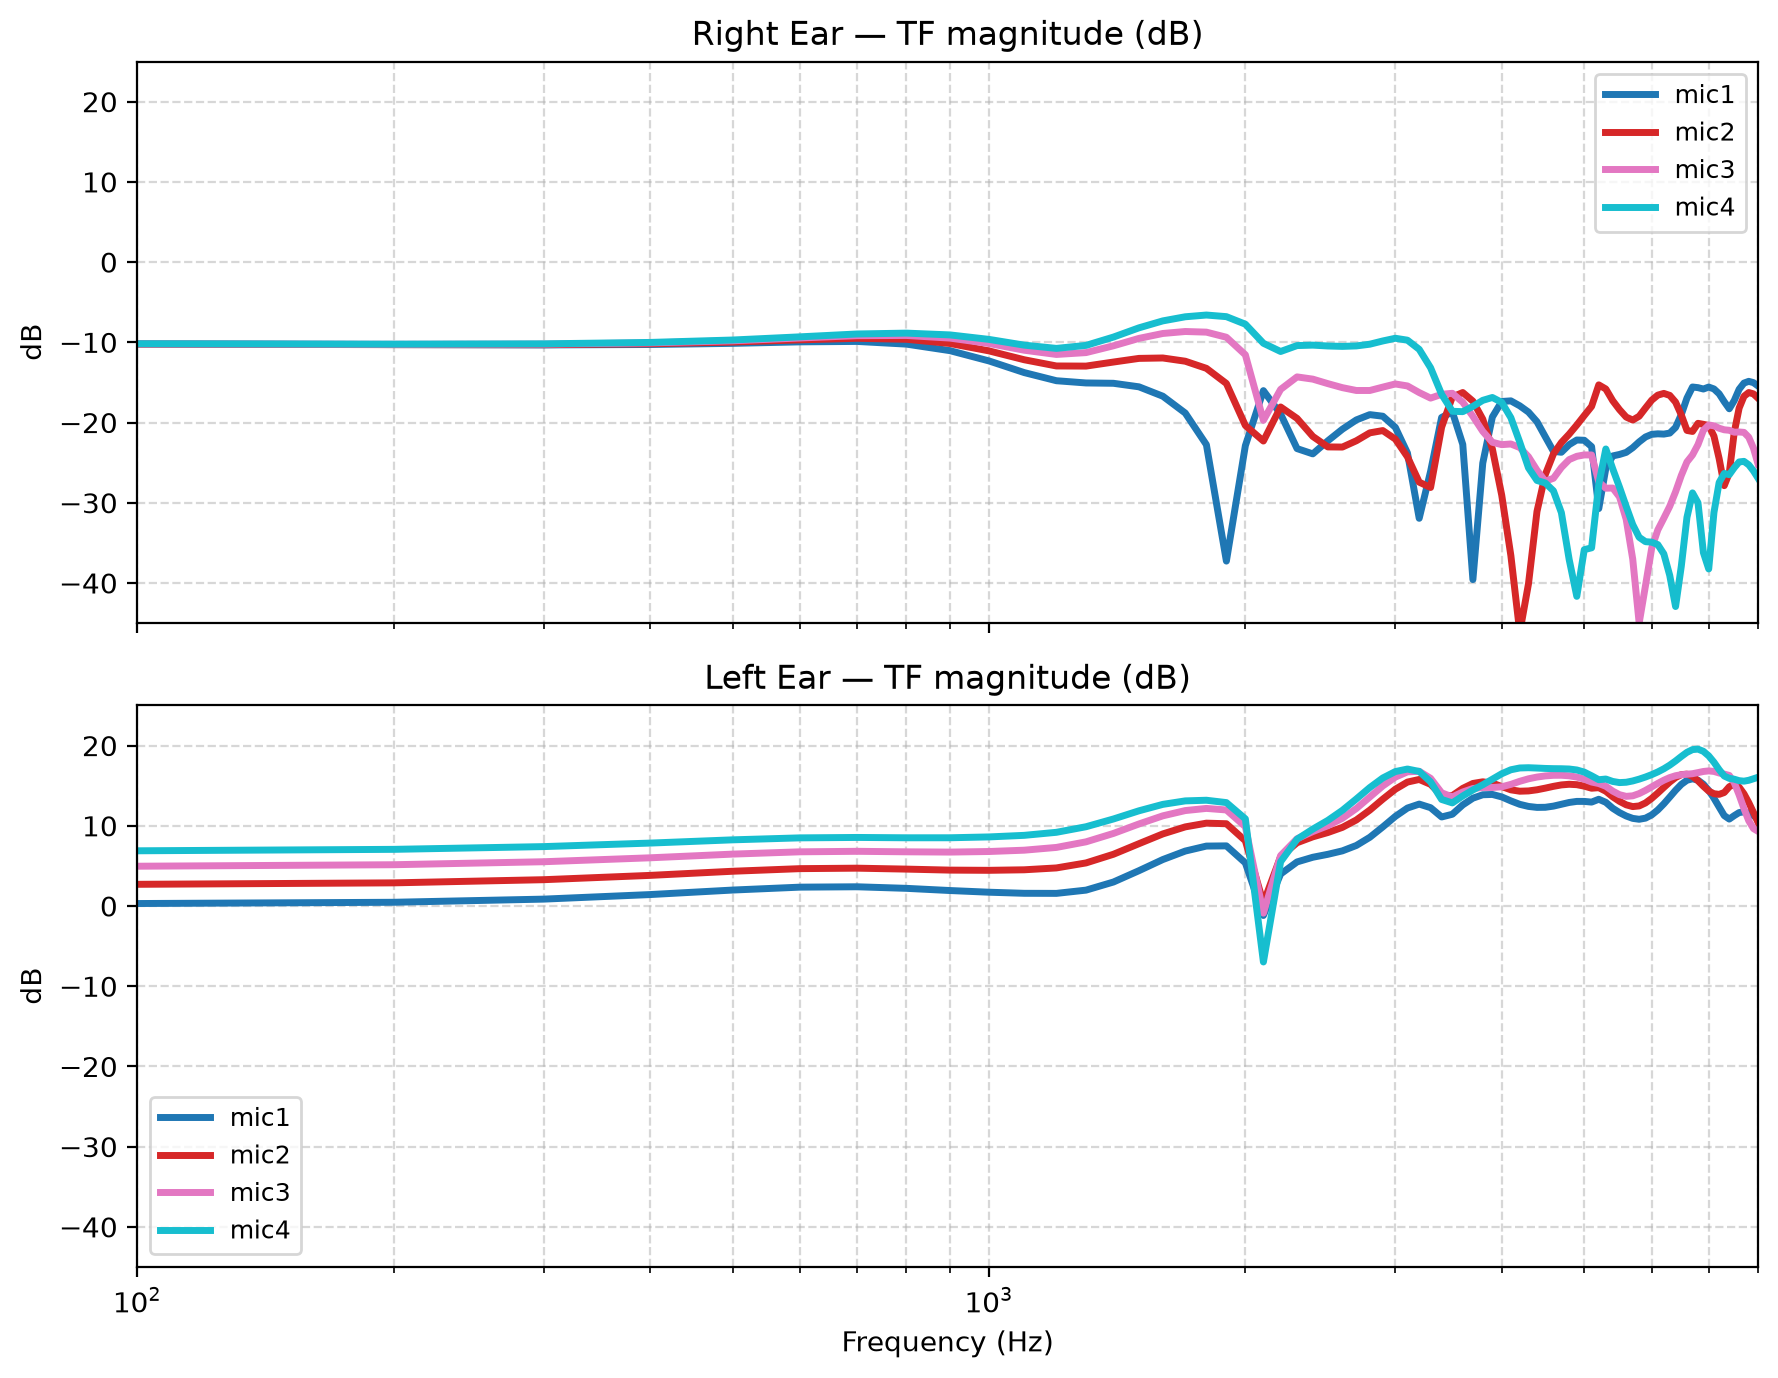 Right Ear — TF magnitude (dB)
20
10
0
−10
−20
−30
−40
dB
mic1
mic2
mic3
mic4
Left Ear — TF magnitude (dB)
20
10
0
−10
−20
−30
−40
dB
mic1
mic2
mic3
mic4
10² 10³
Frequency (Hz)